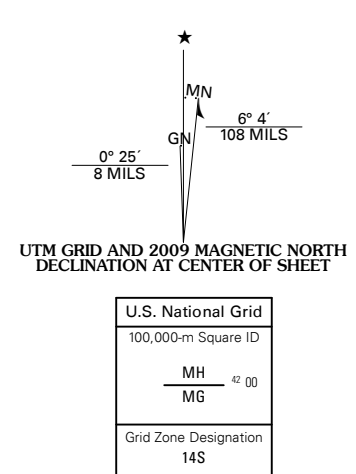 ★
MN
GN
6° 4´
108 MILS
0° 25´
8 MILS
UTM GRID AND 2009 MAGNETIC NORTH
DECLINATION AT CENTER OF SHEET
U.S. National Grid
100,000-m Square ID
MH
42 00
MG
Grid Zone Designation
14S